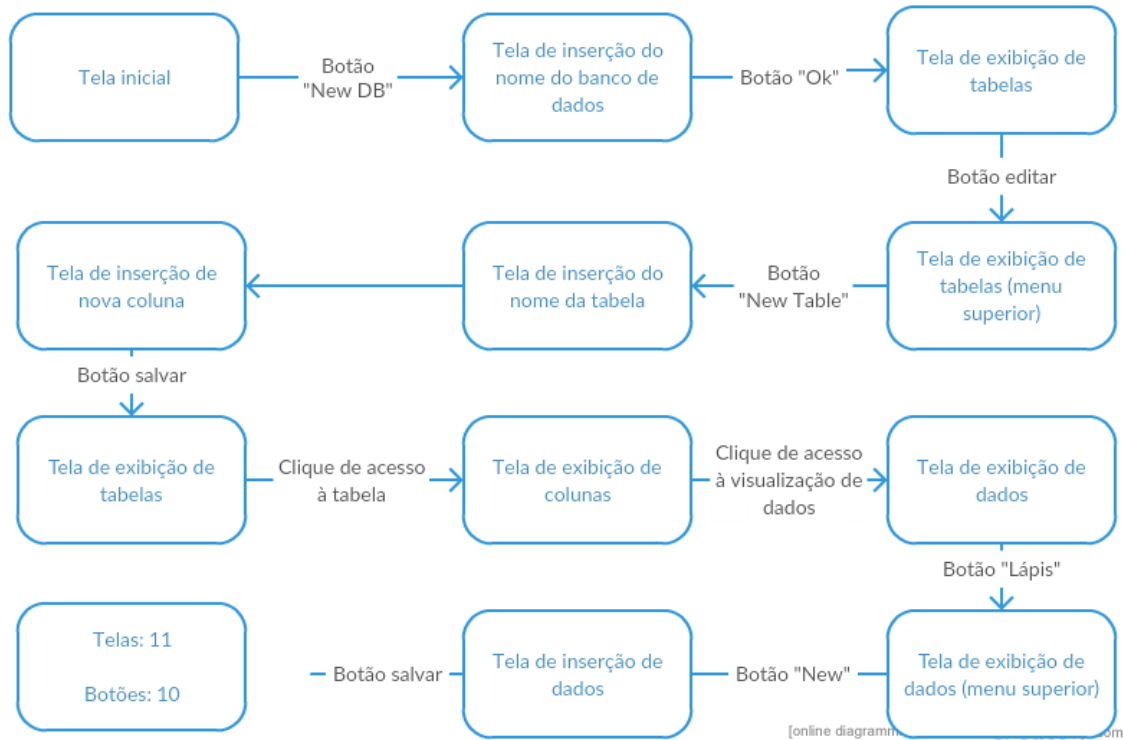 Tela inicial
Botão
"New DB"
Tela de inserção do
nome do banco de
dados
Botão "Ok"
Tela de exibição de
tabelas
Botão editar
Tela de exibição de
tabelas (menu
superior)
Botão
"New Table"
Tela de inserção do
nome da tabela
Tela de inserção de
nova coluna
Botão salvar
Tela de exibição de
tabelas
Clique de acesso
à tabela
Tela de exibição de
colunas
Clique de acesso
à visualização de
dados
Tela de exibição de
dados
Botão "Lápis"
Tela de exibição de
dados (menu superior)
Botão "New"
Tela de inserção de
dados
Botão salvar
Telas: 11
Botões: 10
[online